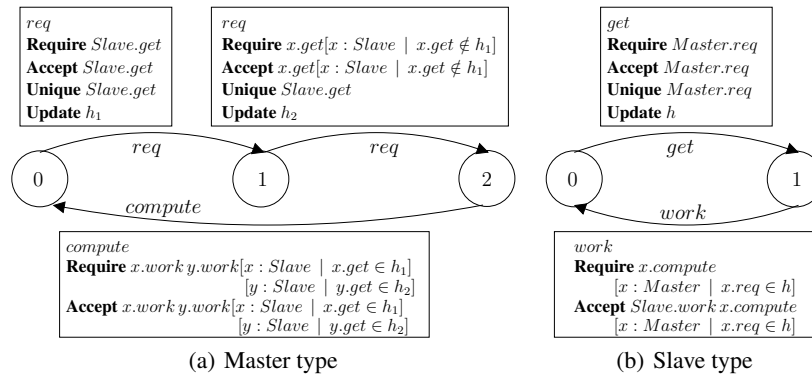 req
Require Slave.get
Accept Slave.get
Unique Slave.get
Update h₁
req
Require x.get[x : Slave | x.get ∉ h₁]
Accept x.get[x : Slave | x.get ∉ h₁]
Unique Slave.get
Update h₂
req
req
0
1
2
compute
compute
Require x.work y.work[x : Slave | x.get ∈ h₁]
[y : Slave | y.get ∈ h₂]
Accept x.work y.work[x : Slave | x.get ∈ h₁]
[y : Slave | y.get ∈ h₂]
(a) Master type
get
Require Master.req
Accept Master.req
Unique Master.req
Update h
get
0
1
work
work
Require x.compute
[x : Master | x.req ∈ h]
Accept Slave.work x.compute
[x : Master | x.req ∈ h]
(b) Slave type